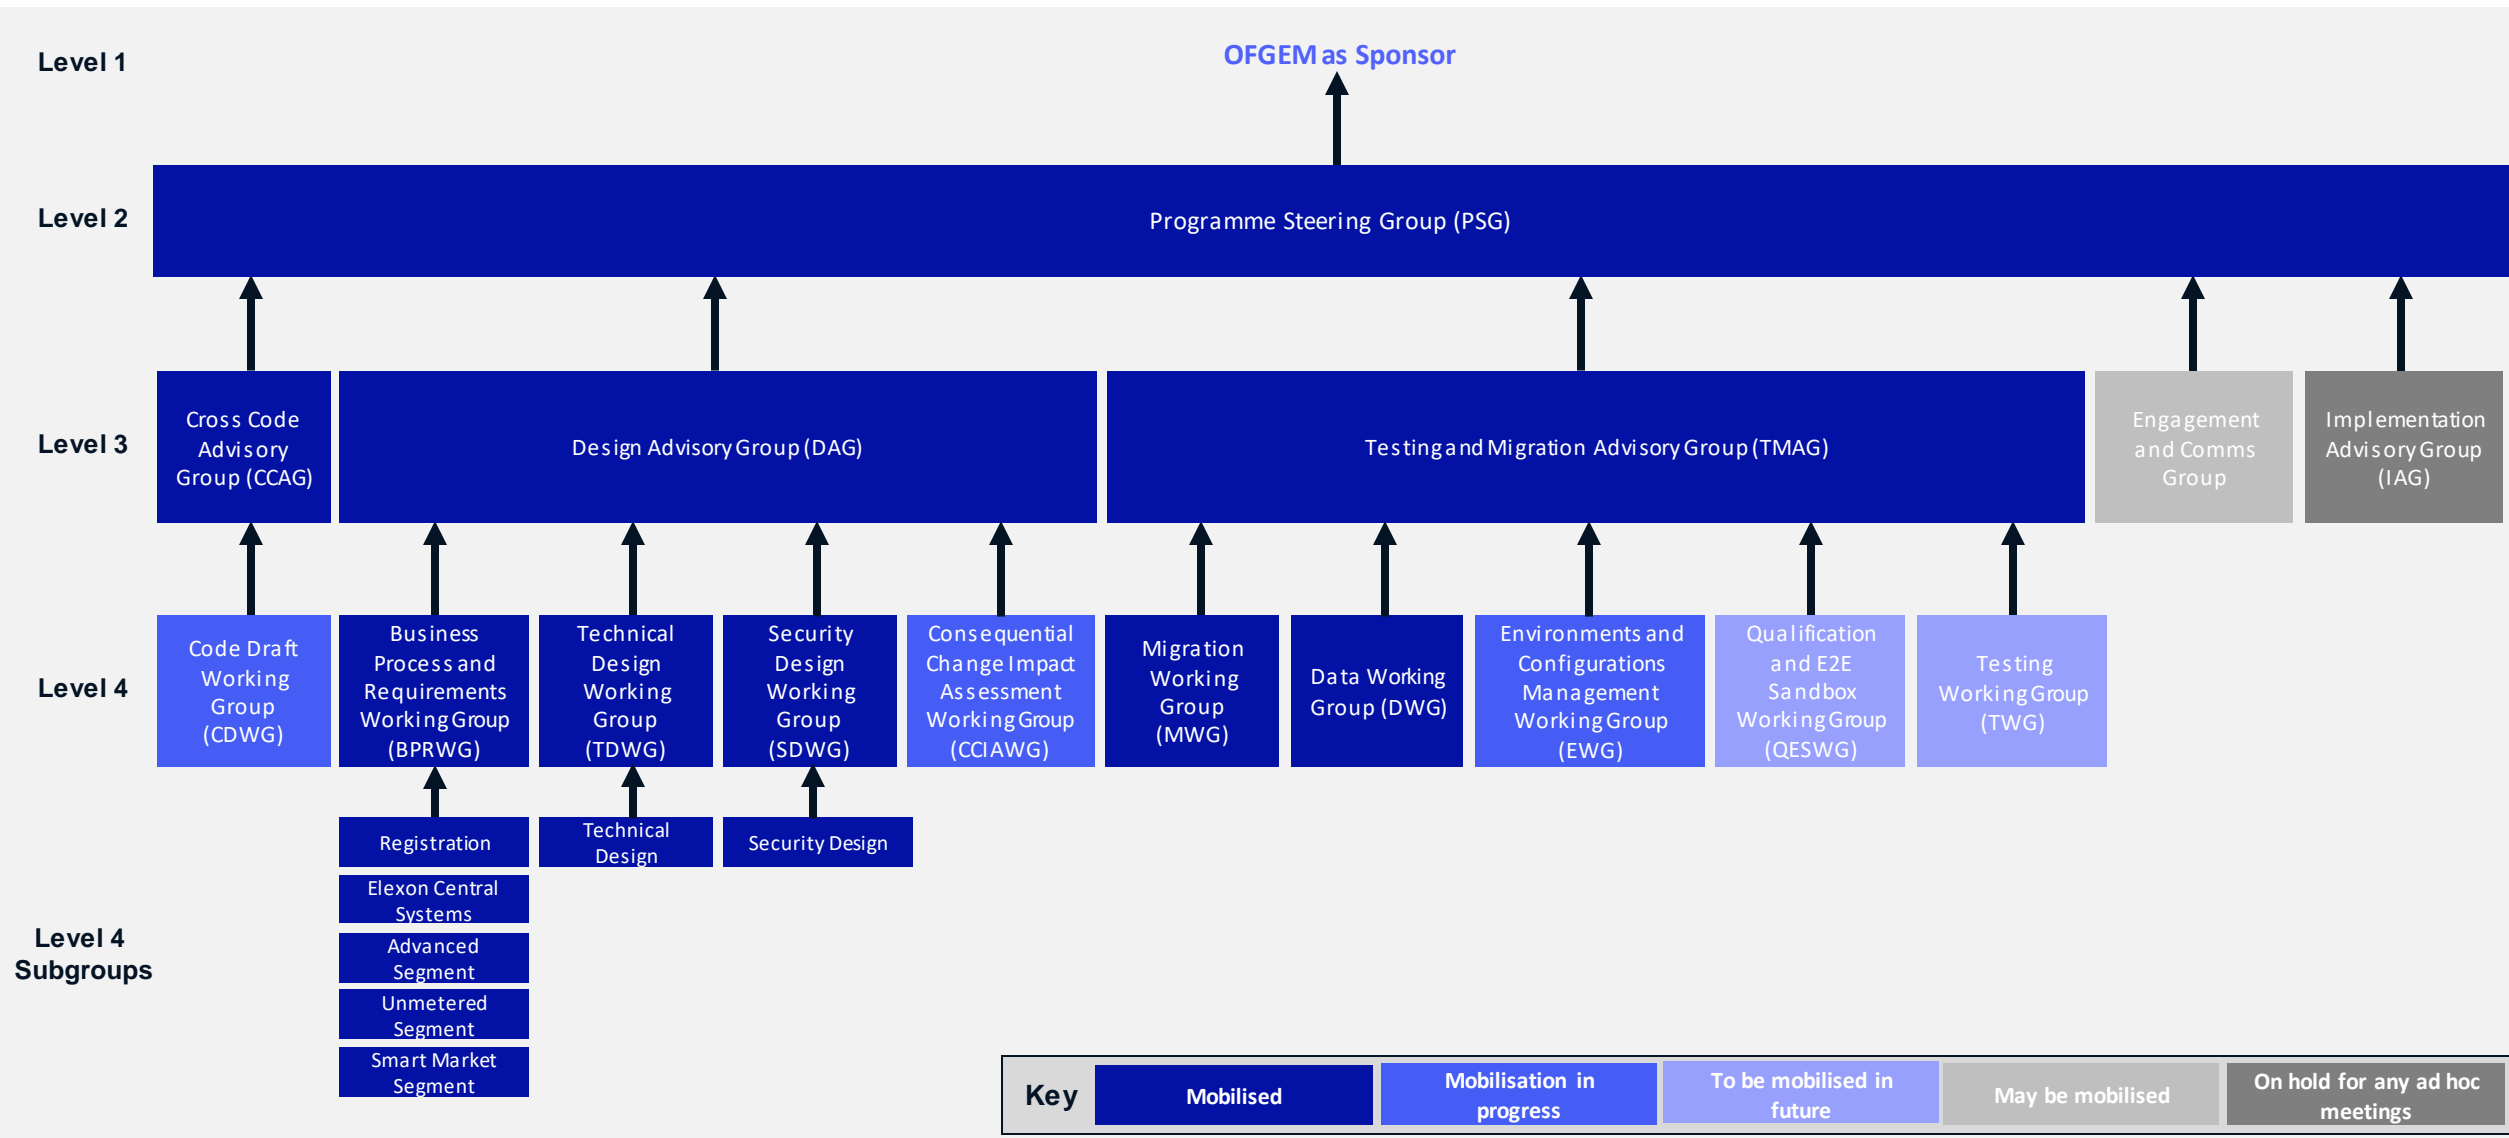 Level 1
OFGEM as Sponsor
Level 2
Programme Steering Group (PSG)
Level 3
Cross Code
Advisory
Group (CCAG)
Design Advisory Group (DAG)
Testing and Migration Advisory Group (TMAG)
Engagement
and Comms
Group
Implementation
Advisory Group
(IAG)
Level 4
Code Draft
Working
Group
(CDWG)
Business
Process and
Requirements
Working Group
(BPRWG)
Technical
Design
Working
Group
(TDWG)
Security
Design
Working
Group
(SDWG)
Consequential
Change Impact
Assessment
Working Group
(CCIAWG)
Migration
Working
Group
(MWG)
Data Working
Group (DWG)
Environments and
Configurations
Management
Working Group
(EWG)
Qualification
and E2E
Sandbox
Working Group
(QESWG)
Testing
Working Group
(TWG)
Level 4
Subgroups
Registration
Elexon Central
Systems
Advanced
Segment
Unmetered
Segment
Smart Market
Segment
Technical
Design
Security Design
Key
Mobilised
Mobilisation in
progress
To be mobilised in
future
May be mobilised
On hold for any ad hoc
meetings